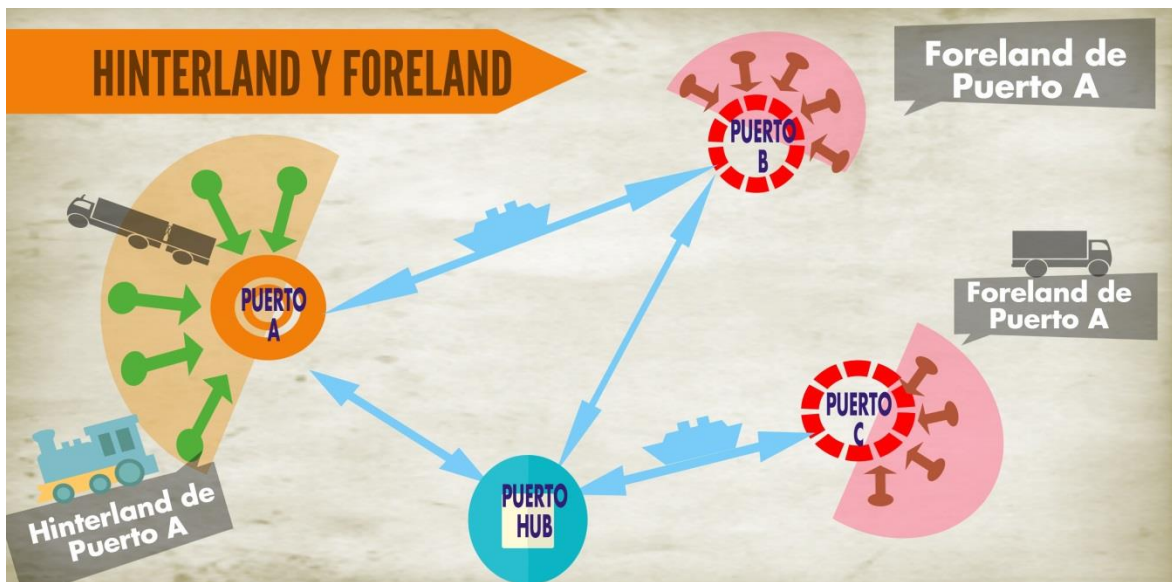 HINTERLAND Y FORELAND
Foreland de
Puerto A
PUERTO
B
PUERTO
A
Foreland de
Puerto A
PUERTO
C
Hinterland de
Puerto A
PUERTO
HUB